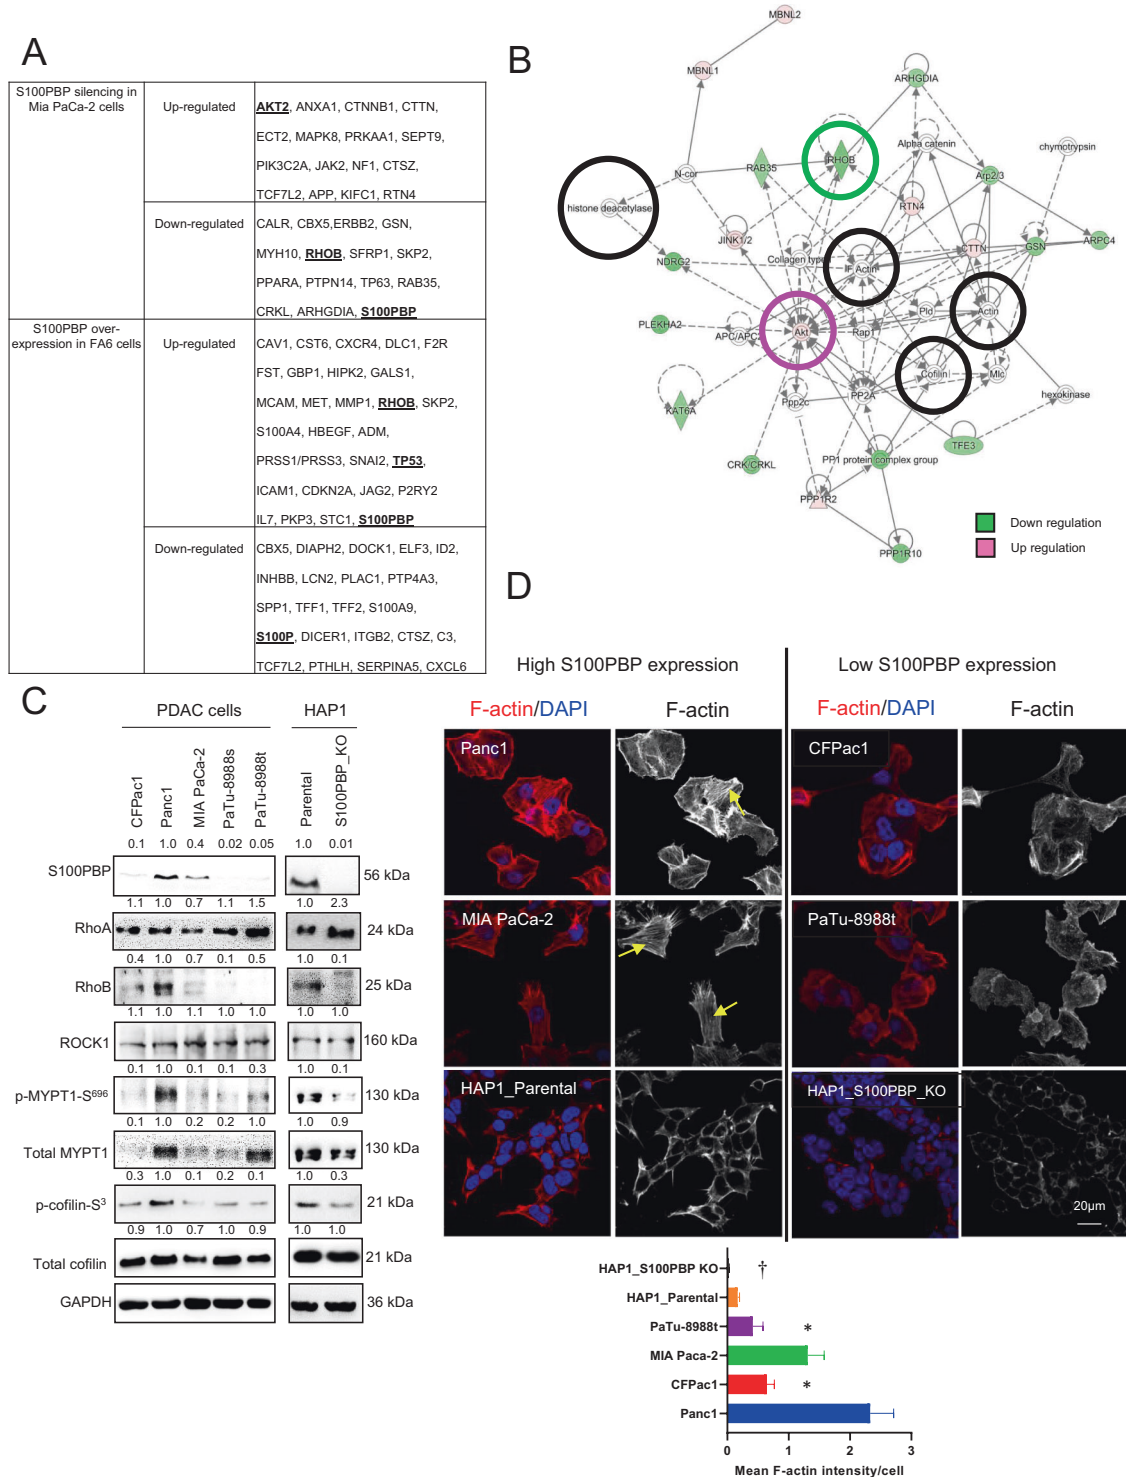 A
S100PBP silencing in
Mia PaCa-2 cells
Up-regulated
AKT2, ANXA1, CTNNB1, CTTN,
ECT2, MAPK8, PRKAA1, SEPT9,
PIK3C2A, JAK2, NF1, CTSZ,
TCF7L2, APP, KIFC1, RTN4
Down-regulated
CALR, CBX5,ERBB2, GSN,
MYH10, RHOB, SFRP1, SKP2,
PPARA, PTPN14, TP63, RAB35,
CRKL, ARHGDIA, S100PBP
S100PBP over-
expression in FA6 cells
Up-regulated
CAV1, CST6, CXCR4, DLC1, F2R
FST, GBP1, HIPK2, GALS1,
MCAM, MET, MMP1, RHOB, SKP2,
S100A4, HBEGF, ADM,
PRSS1/PRSS3, SNAI2, TP53,
ICAM1, CDKN2A, JAG2, P2RY2
IL7, PKP3, STC1, S100PBP
Down-regulated
CBX5, DIAPH2, DOCK1, ELF3, ID2,
INHBB, LCN2, PLAC1, PTP4A3,
SPP1, TFF1, TFF2, S100A9,
S100P, DICER1, ITGB2, CTSZ, C3,
TCF7L2, PTHLH, SERPINA5, CXCL6
B
MBNL2
MBNL1
ARHGDIA
Alpha catenin
chymotrypsin
RHOB
RAB35
N-cor
Arp2/3
histone deacetylase
RTN4
JINK1/2
CTTN
GSN
ARPC4
NDRG2
Collagen type
F Actin
PLEKHA2
APC/APC
Akt
Rap1
Pld
Actin
Cofilin
Mlc
hexokinase
KAT6A
Ppp2c
PP2A
TFE3
CRK/CRKL
PP1 protein complex group
PPP1R2
PPP1R10
Down regulation
Up regulation
C
PDAC cells
HAP1
CFPac1
Panc1
MIA PaCa-2
PaTu-8988s
PaTu-8988t
Parental
S100PBP_KO
0.1 1.0 0.4 0.02 0.05 1.0 0.01
S100PBP 56 kDa
1.1 1.0 0.7 1.1 1.5 1.0 2.3
RhoA 24 kDa
0.4 1.0 0.7 0.1 0.5 1.0 0.1
RhoB 25 kDa
1.1 1.0 1.1 1.0 1.0 1.0 1.0
ROCK1 160 kDa
0.1 1.0 0.1 0.1 0.3 1.0 0.1
p-MYPT1-S696 130 kDa
0.1 1.0 0.2 0.2 1.0 1.0 0.9
Total MYPT1 130 kDa
0.3 1.0 0.1 0.2 0.1 1.0 0.3
p-cofilin-S3 21 kDa
0.9 1.0 0.7 1.0 0.9 1.0 1.0
Total cofilin 21 kDa
GAPDH 36 kDa
D
High S100PBP expression
Low S100PBP expression
F-actin/DAPI
F-actin
F-actin/DAPI
F-actin
Panc1
CFPac1
MIA PaCa-2
PaTu-8988t
HAP1_Parental
HAP1_S100PBP_KO
20µm
HAP1_S100PBP KO †
HAP1_Parental
PaTu-8988t *
MIA Paca-2
CFPac1 *
Panc1
0 1 2 3
Mean F-actin intensity/cell